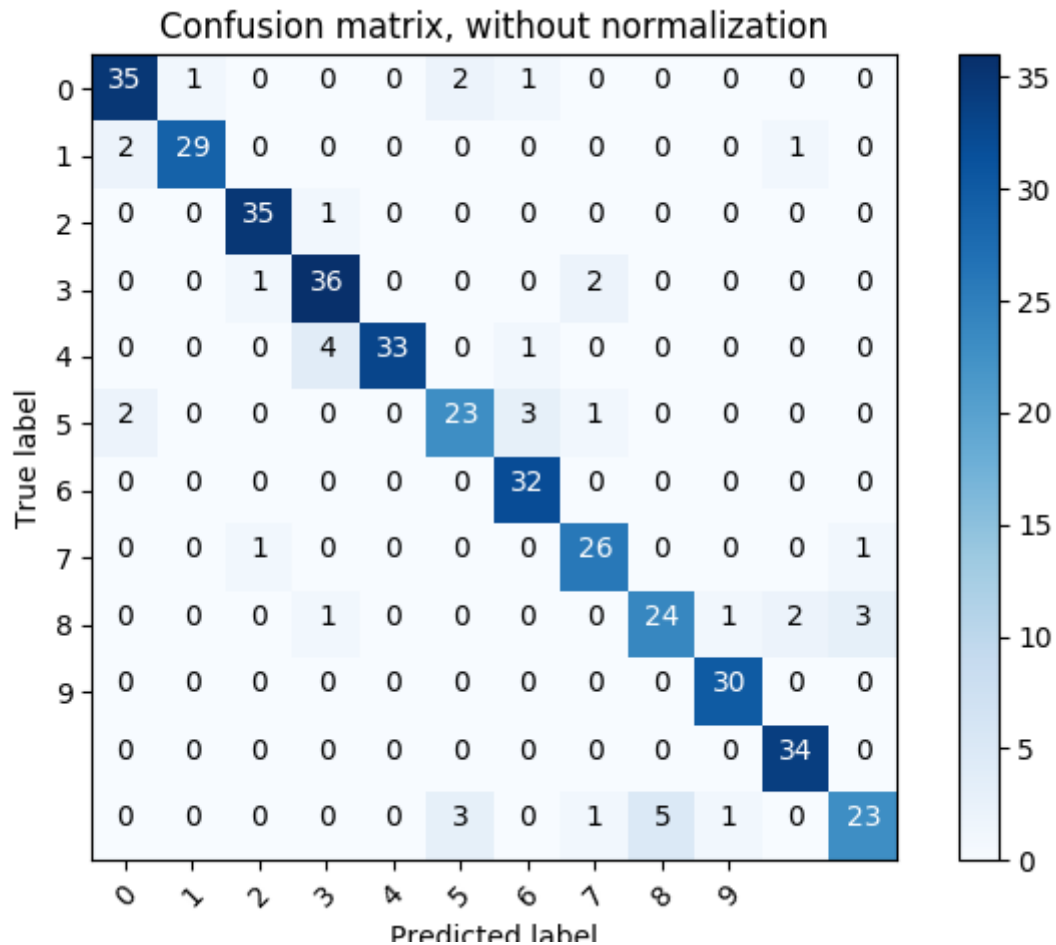 Confusion matrix, without normalization
0 35 1 0 0 0 2 1 0 0 0 0 0
1 2 29 0 0 0 0 0 0 0 0 1 0
2 0 0 35 1 0 0 0 0 0 0 0 0
3 0 0 1 36 0 0 0 2 0 0 0 0
4 0 0 0 4 33 0 1 0 0 0 0 0
5 2 0 0 0 0 23 3 1 0 0 0 0
6 0 0 0 0 0 0 32 0 0 0 0 0
7 0 0 1 0 0 0 0 26 0 0 0 1
8 0 0 0 1 0 0 0 0 24 1 2 3
9 0 0 0 0 0 0 0 0 0 30 0 0
0 0 0 0 0 0 0 0 0 0 34 0
0 0 0 0 0 3 0 1 5 1 0 23
0 1 2 3 4 5 6 7 8 9
True label
Predicted label
35
30
25
20
15
10
5
0